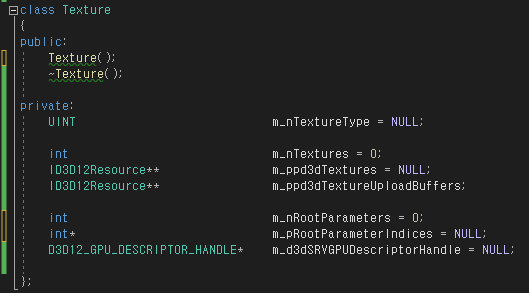 class Texture
{
public:
Texture();
~Texture();
private:
UINT m_nTextureType = NULL;
int m_nTextures = 0;
ID3D12Resource** m_ppd3dTextures = NULL;
ID3D12Resource** m_ppd3dTextureUploadBuffers;
int m_nRootParameters = 0;
int* m_pRootParameterIndices = NULL;
D3D12_GPU_DESCRIPTOR_HANDLE* m_d3dSRVGPUDescriptorHandle = NULL;
};